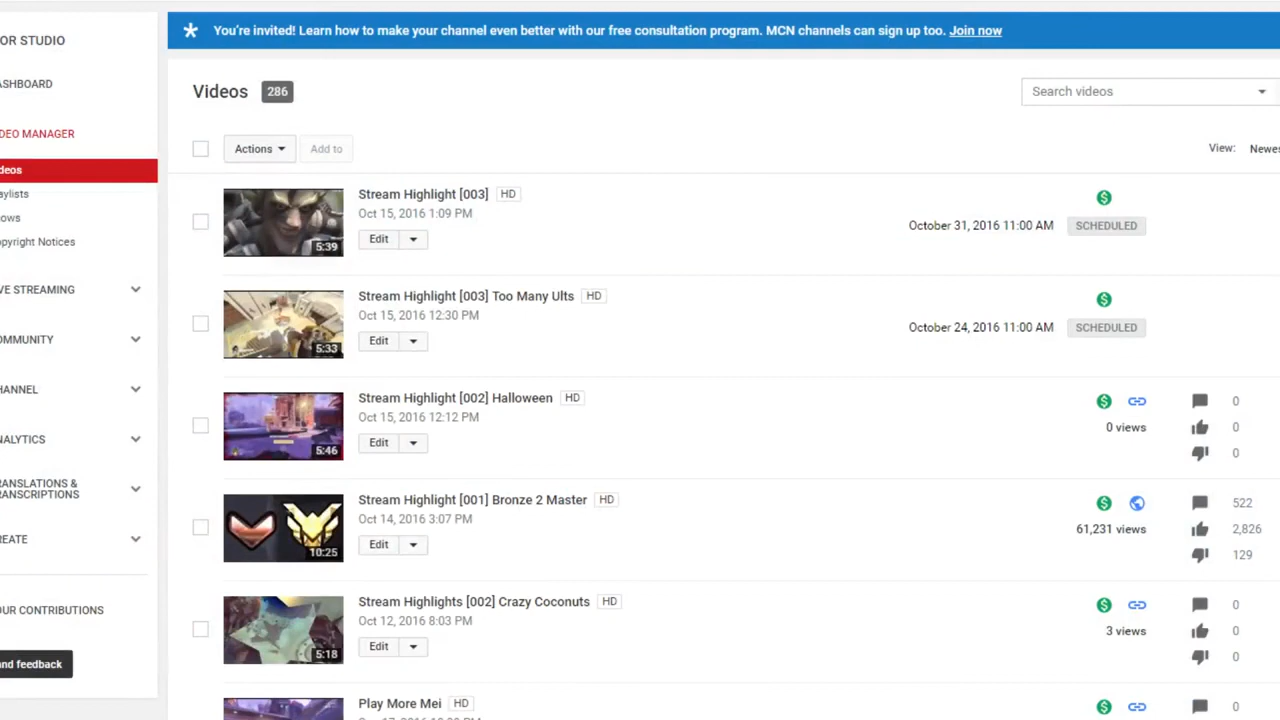 You're invited! Learn how to make your channel even better with our free consultation program. MCN channels can sign up too. Join now
OR STUDIO
ASHBOARD
DEO MANAGER
deos
aylists
ows
opyright Notices
VE STREAMING
OMMUNITY
HANNEL
NALYTICS
RANSLATIONS &
RANSCRIPTIONS
REATE
OUR CONTRIBUTIONS
nd feedback
Videos 286
Search videos
Actions Add to
View: Newes
Stream Highlight [003] HD
Oct 15, 2016 1:09 PM
Edit
5:39
October 31, 2016 11:00 AM SCHEDULED
Stream Highlight [003] Too Many Ults HD
Oct 15, 2016 12:30 PM
Edit
5:33
October 24, 2016 11:00 AM SCHEDULED
Stream Highlight [002] Halloween HD
Oct 15, 2016 12:12 PM
Edit
5:46
0 views
0
0
0
Stream Highlight [001] Bronze 2 Master HD
Oct 14, 2016 3:07 PM
Edit
10:25
61,231 views
522
2,826
129
Stream Highlights [002] Crazy Coconuts HD
Oct 12, 2016 8:03 PM
Edit
5:18
3 views
0
0
0
Play More Mei HD
0